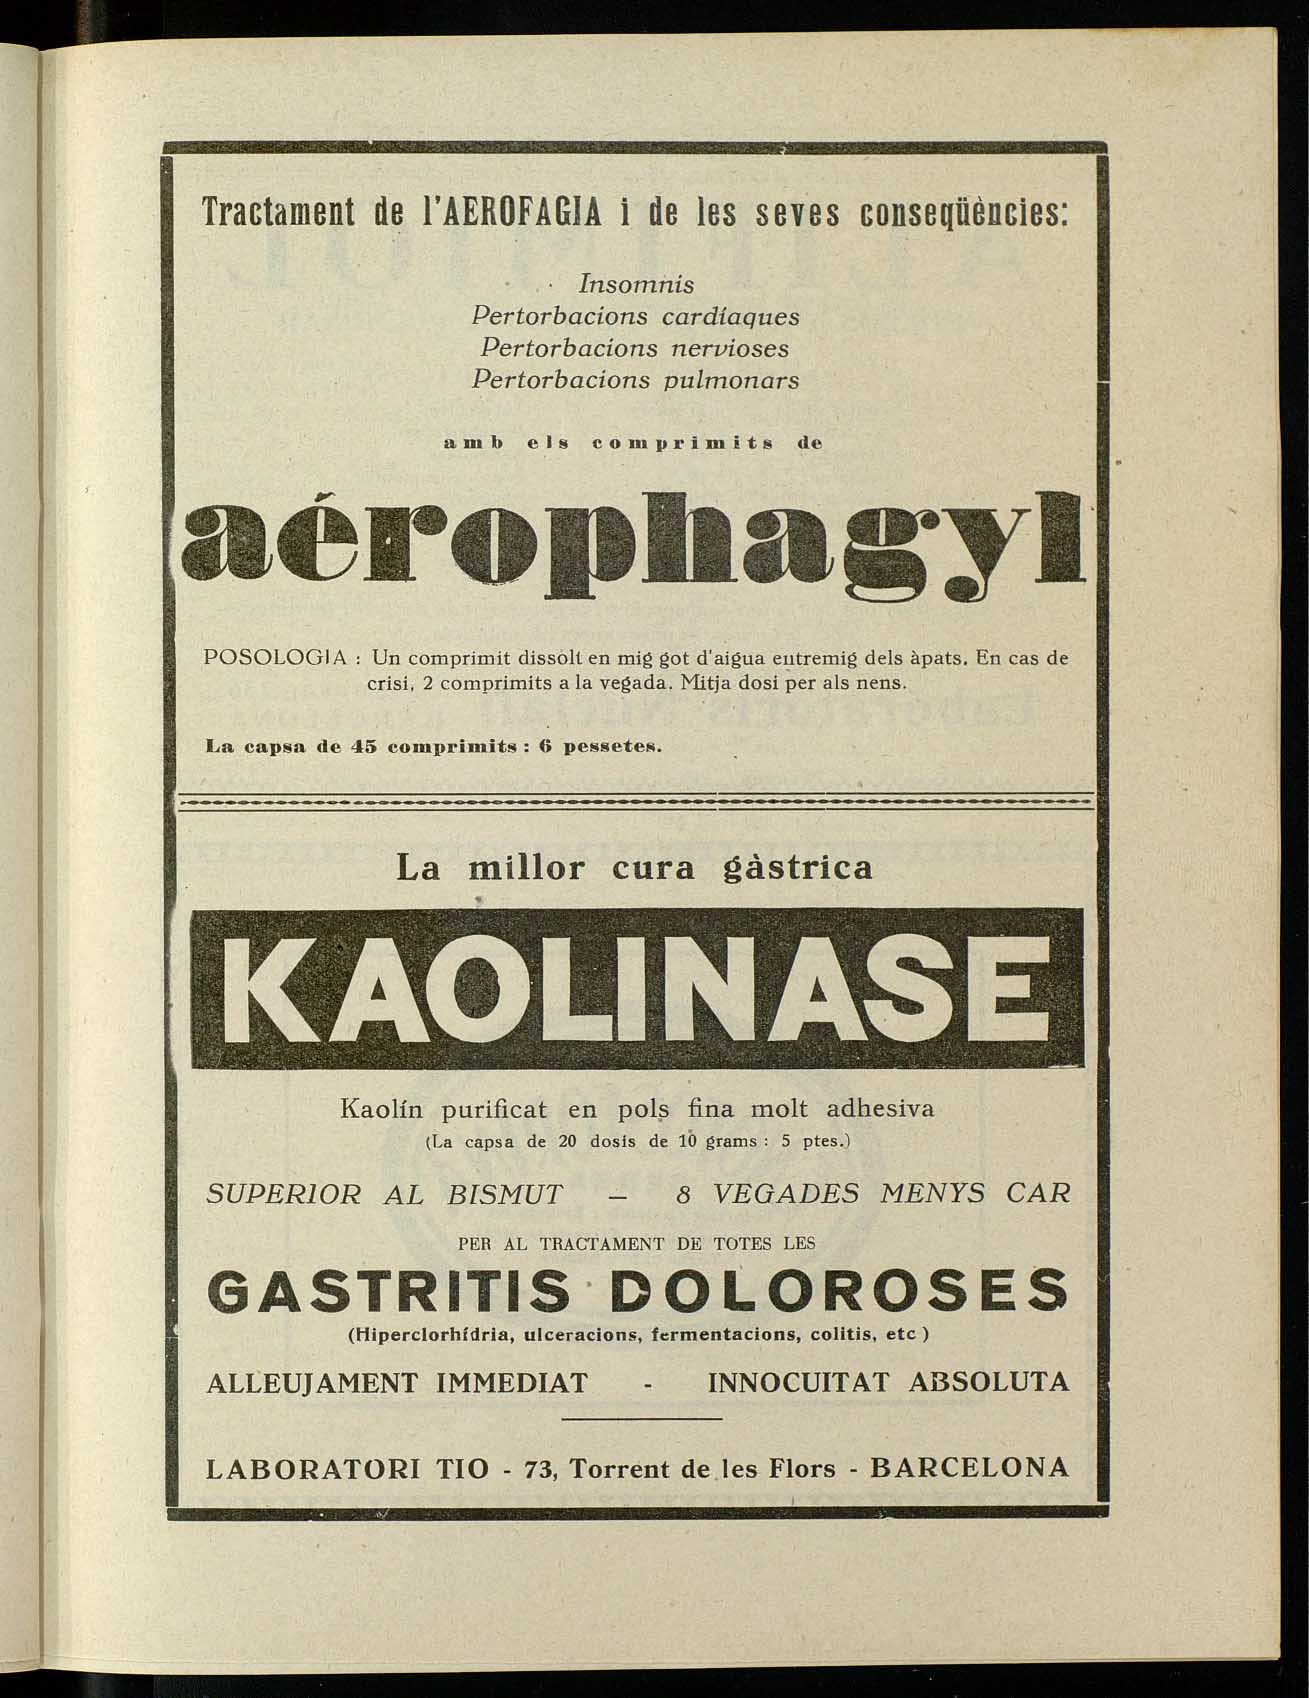 Tractament de l'AEROFAGIA i de les seves conseqüències:
Insomnis
Pertorbacions cardíaques
Pertorbacions nervioses
Pertorbacions pulmonars
amb els comprimits de
aérophagyl
POSOLOGIA : Un comprimit dissolt en mig got d'aigua entremig dels àpats. En cas de
crisi, 2 comprimits a la vegada. Mitja dosi per als nens.
La capsa de 45 comprimits : 6 pessetes.
La millor cura gàstrica
KAOLINASE
Kaolín purificat en pols fina molt adhesiva
(La capsa de 20 dosis de 10 grams : 5 ptes.)
SUPERIOR AL BISMUT – 8 VEGADES MENYS CAR
PER AL TRACTAMENT DE TOTES LES
GASTRITIS DOLOROSES
(Hiperclorhídria, ulceracions, fermentacions, colitis, etc )
ALLEUJAMENT IMMEDIAT - INNOCUITAT ABSOLUTA
LABORATORI TIO - 73, Torrent de les Flors - BARCELONA